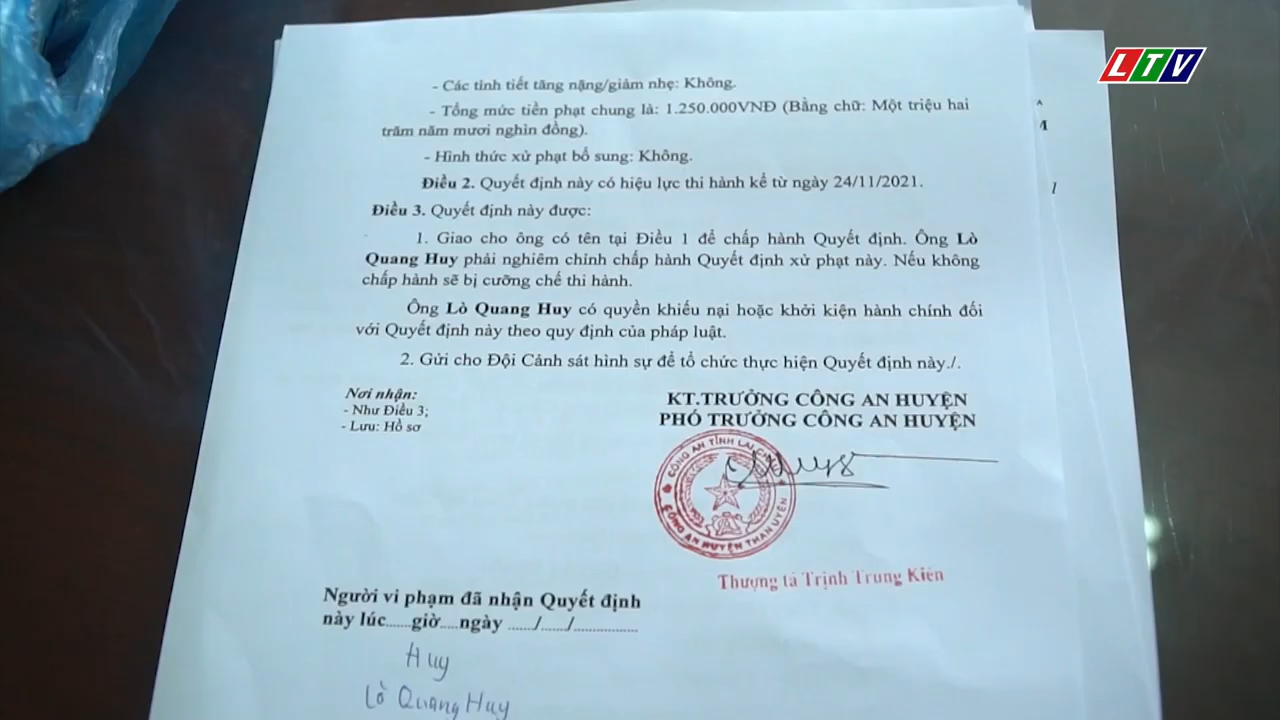 LTV
- Các tình tiết tăng nặng/giảm nhẹ: Không.
- Tổng mức tiền phạt chung là: 1.250.000VNĐ (Bằng chữ: Một triệu hai
trăm năm mươi nghìn đồng).
- Hình thức xử phạt bổ sung: Không.
Điều 2. Quyết định này có hiệu lực thi hành kể từ ngày 24/11/2021.
Điều 3. Quyết định này được:
1. Giao cho ông có tên tại Điều 1 để chấp hành Quyết định. Ông Lò
Quang Huy phải nghiêm chỉnh chấp hành Quyết định xử phạt này. Nếu không
chấp hành sẽ bị cưỡng chế thi hành.
Ông Lò Quang Huy có quyền khiếu nại hoặc khởi kiện hành chính đối
với Quyết định này theo quy định của pháp luật.
2. Gửi cho Đội Cảnh sát hình sự để tổ chức thực hiện Quyết định này./.
Nơi nhận:
- Như Điều 3;
- Lưu: Hồ sơ
KT.TRƯỞNG CÔNG AN HUYỆN
PHÓ TRƯỞNG CÔNG AN HUYỆN
CÔNG AN TỈNH LAI
CÔNG AN HUYỆN THAN UYÊN
Thượng tá Trịnh Trung Kiên
Người vi phạm đã nhận Quyết định
này lúc......giờ.....ngày ....../....../...............
Huy
Lò Quang Huy